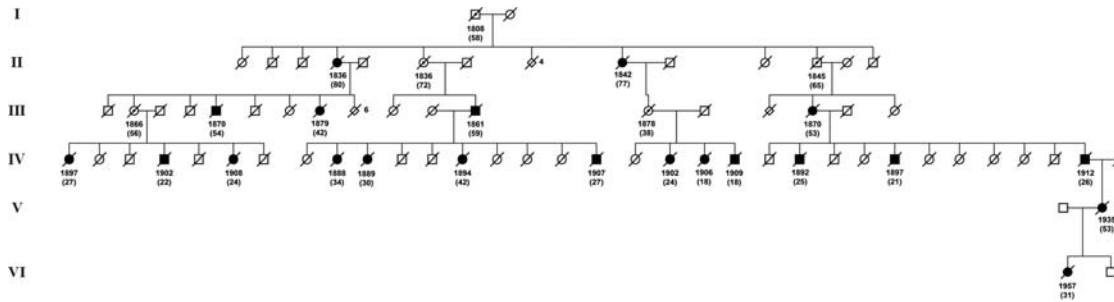 I
1808
(58)
II
4
1836 1836 1842 1845
(80) (72) (77) (65)
III
6
1866 1870 1879 1861 1878 1870
(56) (54) (42) (59) (38) (53)
IV
1897 1902 1908 1888 1889 1894 1907 1902 1906 1909 1892 1897 1912
(27) (22) (24) (34) (30) (42) (27) (24) (18) (18) (25) (21) (26)
V
1935
(53)
VI
1957
(31)